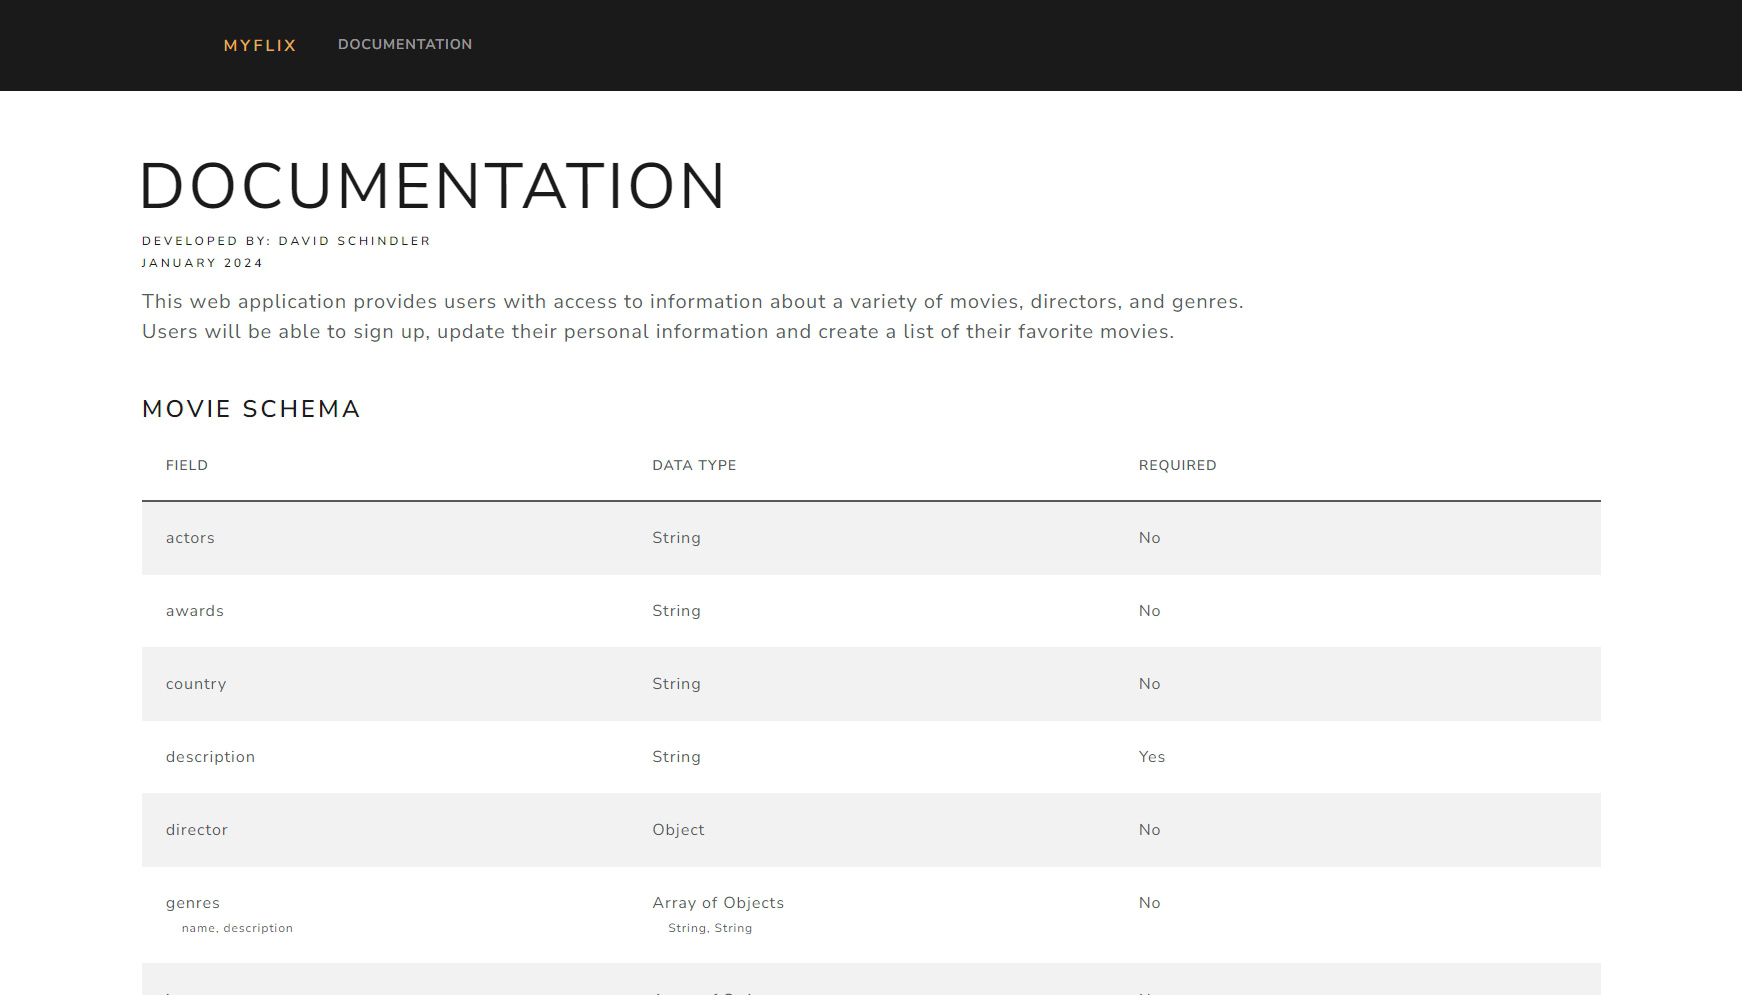 MYFLIX DOCUMENTATION
DOCUMENTATION
DEVELOPED BY: DAVID SCHINDLER
JANUARY 2024
This web application provides users with access to information about a variety of movies, directors, and genres.
Users will be able to sign up, update their personal information and create a list of their favorite movies.
MOVIE SCHEMA
FIELD DATA TYPE REQUIRED
actors String No
awards String No
country String No
description String Yes
director Object No
genres Array of Objects No
name, description String, String